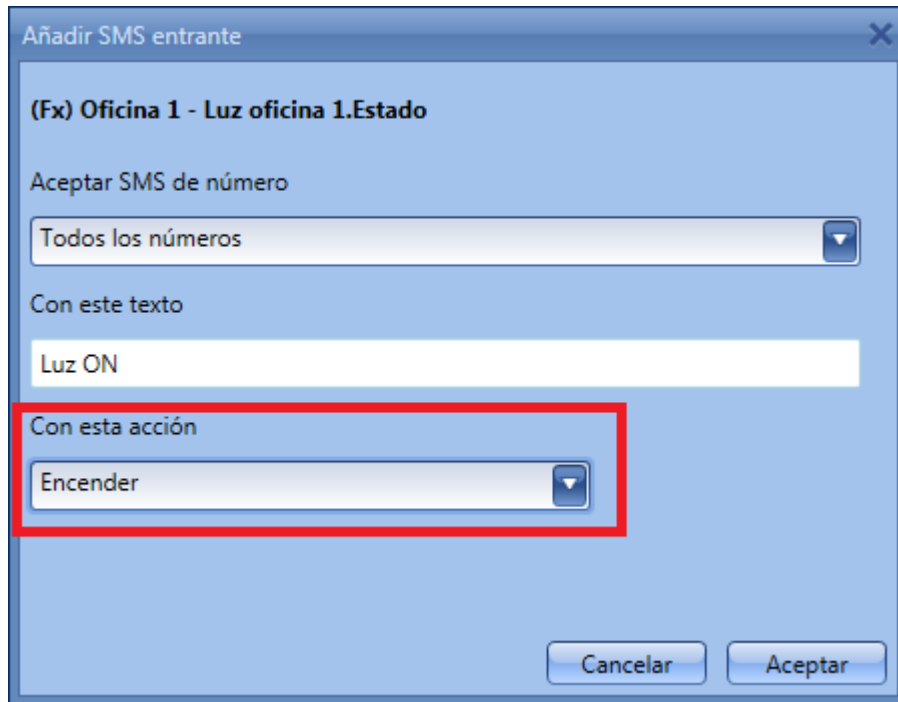 Añadir SMS entrante
(Fx) Oficina 1 - Luz oficina 1.Estado
Aceptar SMS de número
Todos los números
Con este texto
Luz ON
Con esta acción
Encender
Cancelar Aceptar